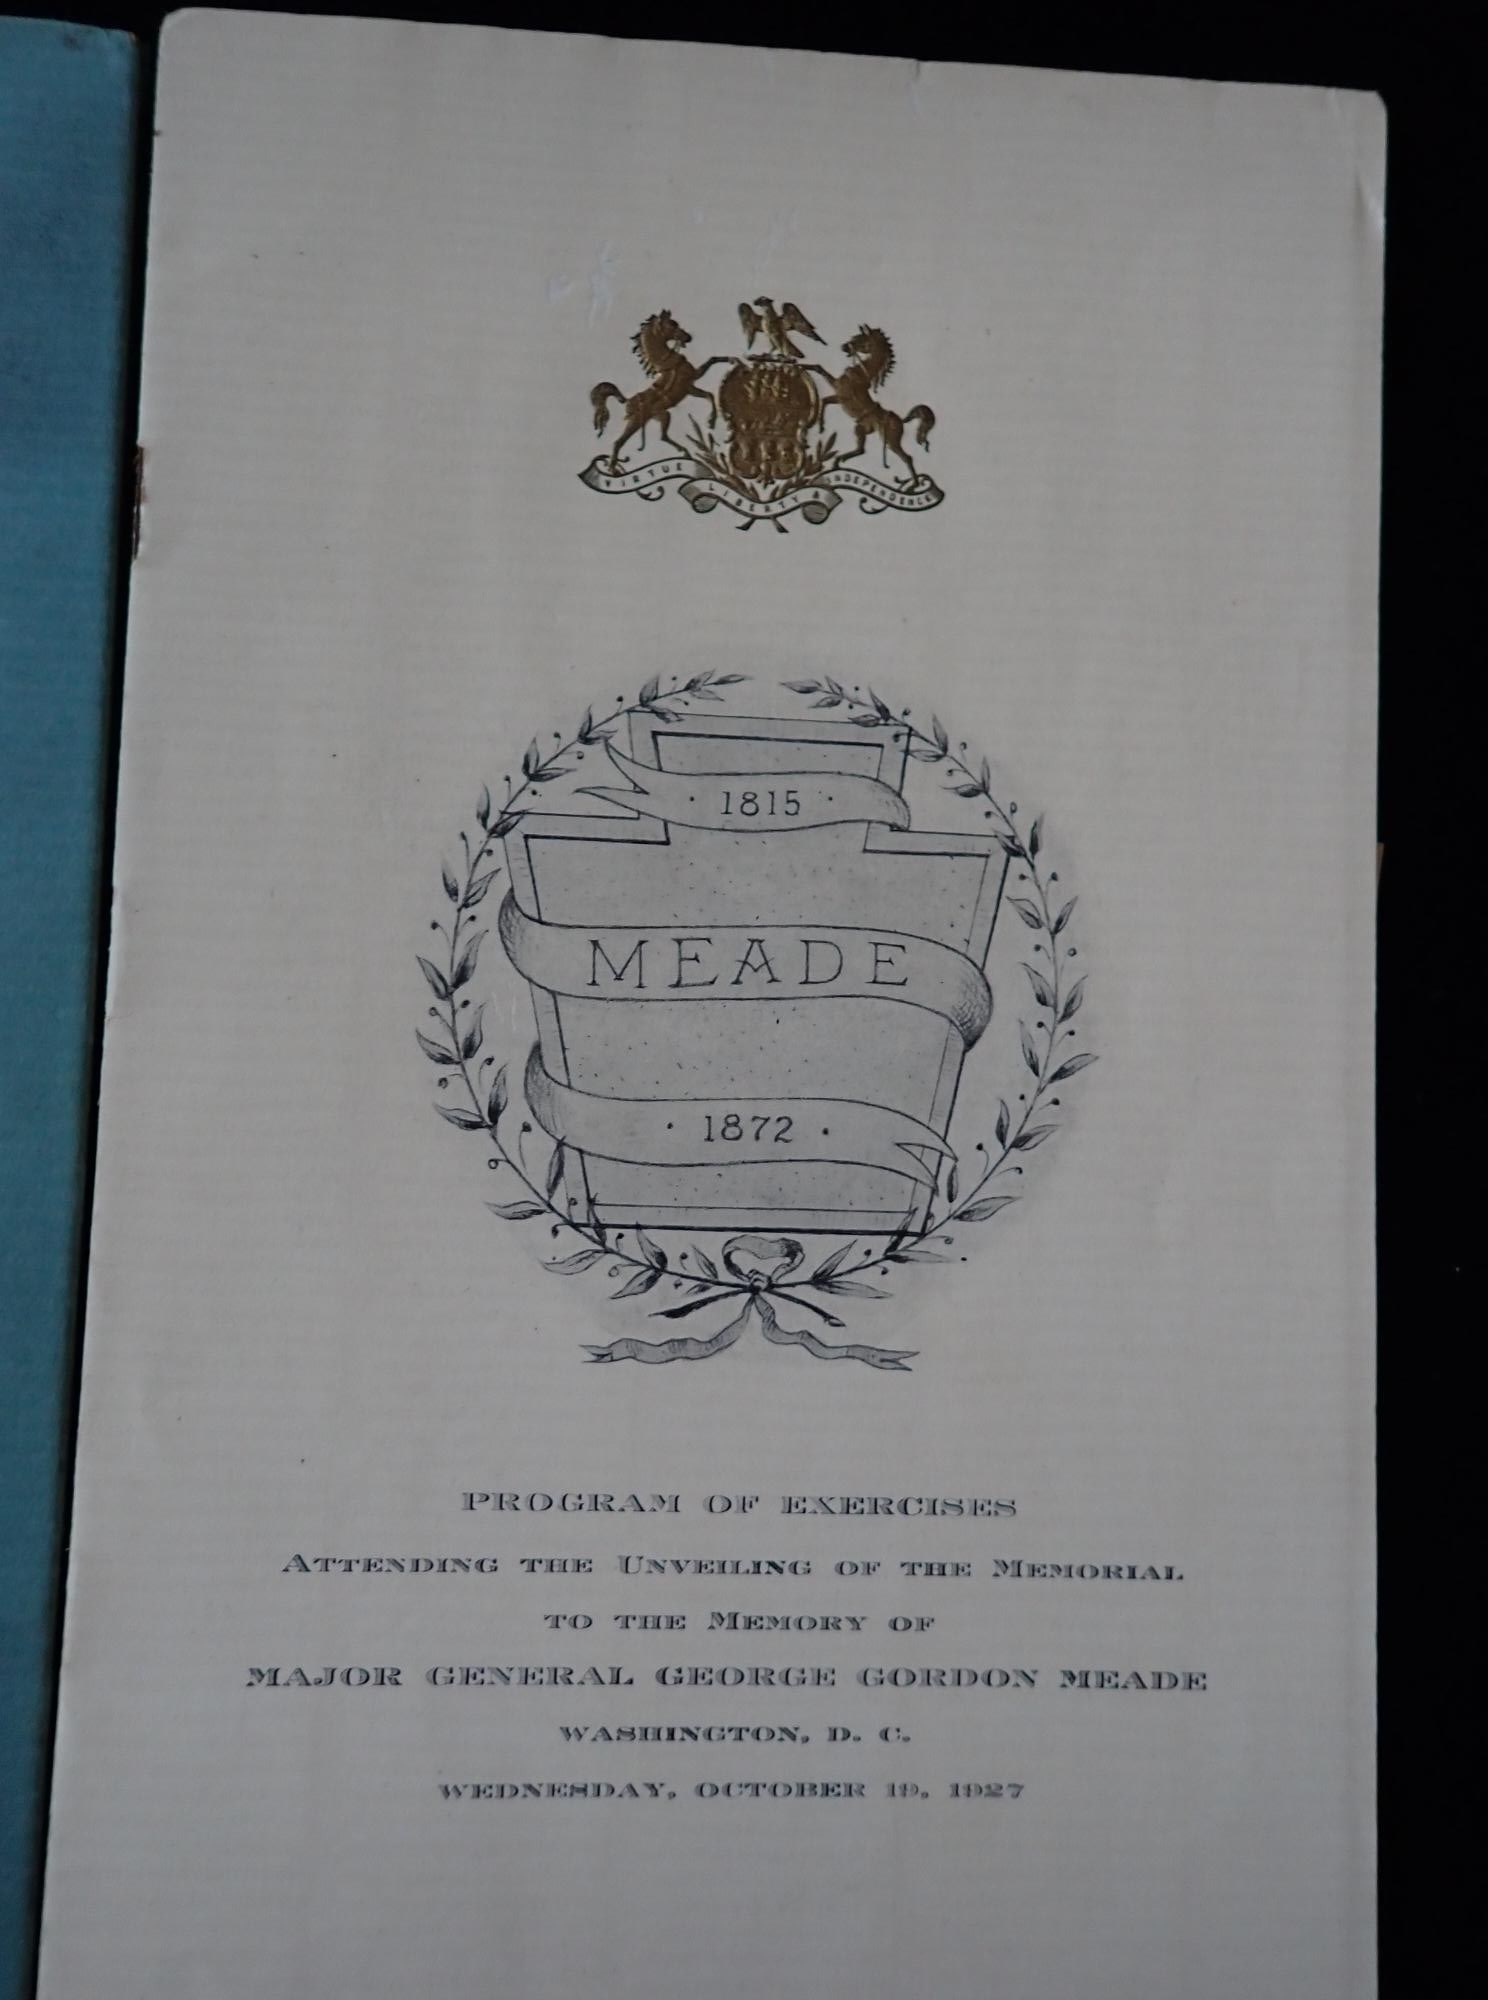 VIRTUE LIBERTY & INDEPENDENCE
· 1815 ·
MEADE
· 1872 ·
PROGRAM OF EXERCISES
ATTENDING THE UNVEILING OF THE MEMORIAL
TO THE MEMORY OF
MAJOR GENERAL GEORGE GORDON MEADE
WASHINGTON, D. C.
WEDNESDAY, OCTOBER 19, 1927